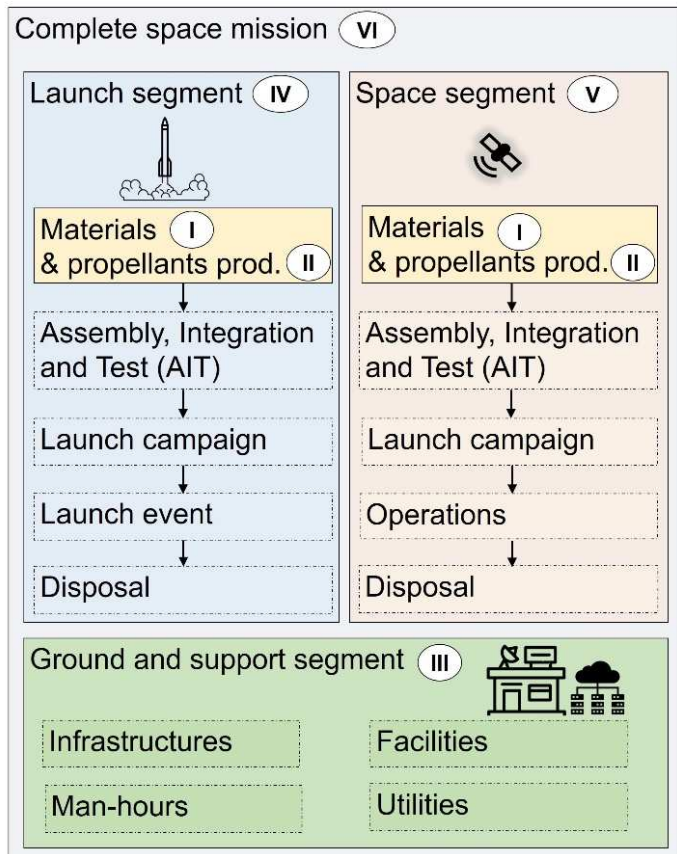 Complete space mission VI
Launch segment IV
Materials I
& propellants prod. II
Assembly, Integration
and Test (AIT)
Launch campaign
Launch event
Disposal
Space segment V
Materials I
& propellants prod. II
Assembly, Integration
and Test (AIT)
Launch campaign
Operations
Disposal
Ground and support segment III
Infrastructures
Facilities
Man-hours
Utilities